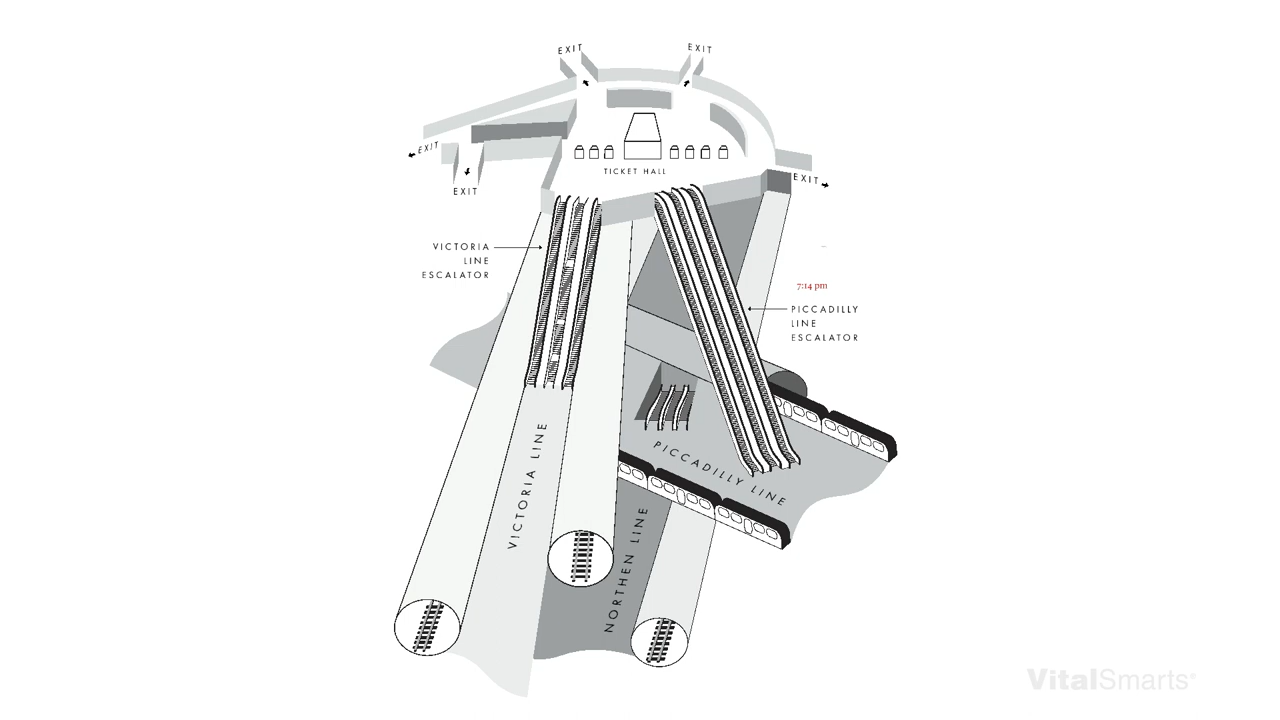 EXIT
EXIT
EXIT
EXIT
EXIT
TICKET HALL
VICTORIA
LINE
ESCALATOR
7:14 pm
PICCADILLY
LINE
ESCALATOR
VICTORIA LINE
PICCADILLY LINE
NORTHEN LINE
VitalSmarts®